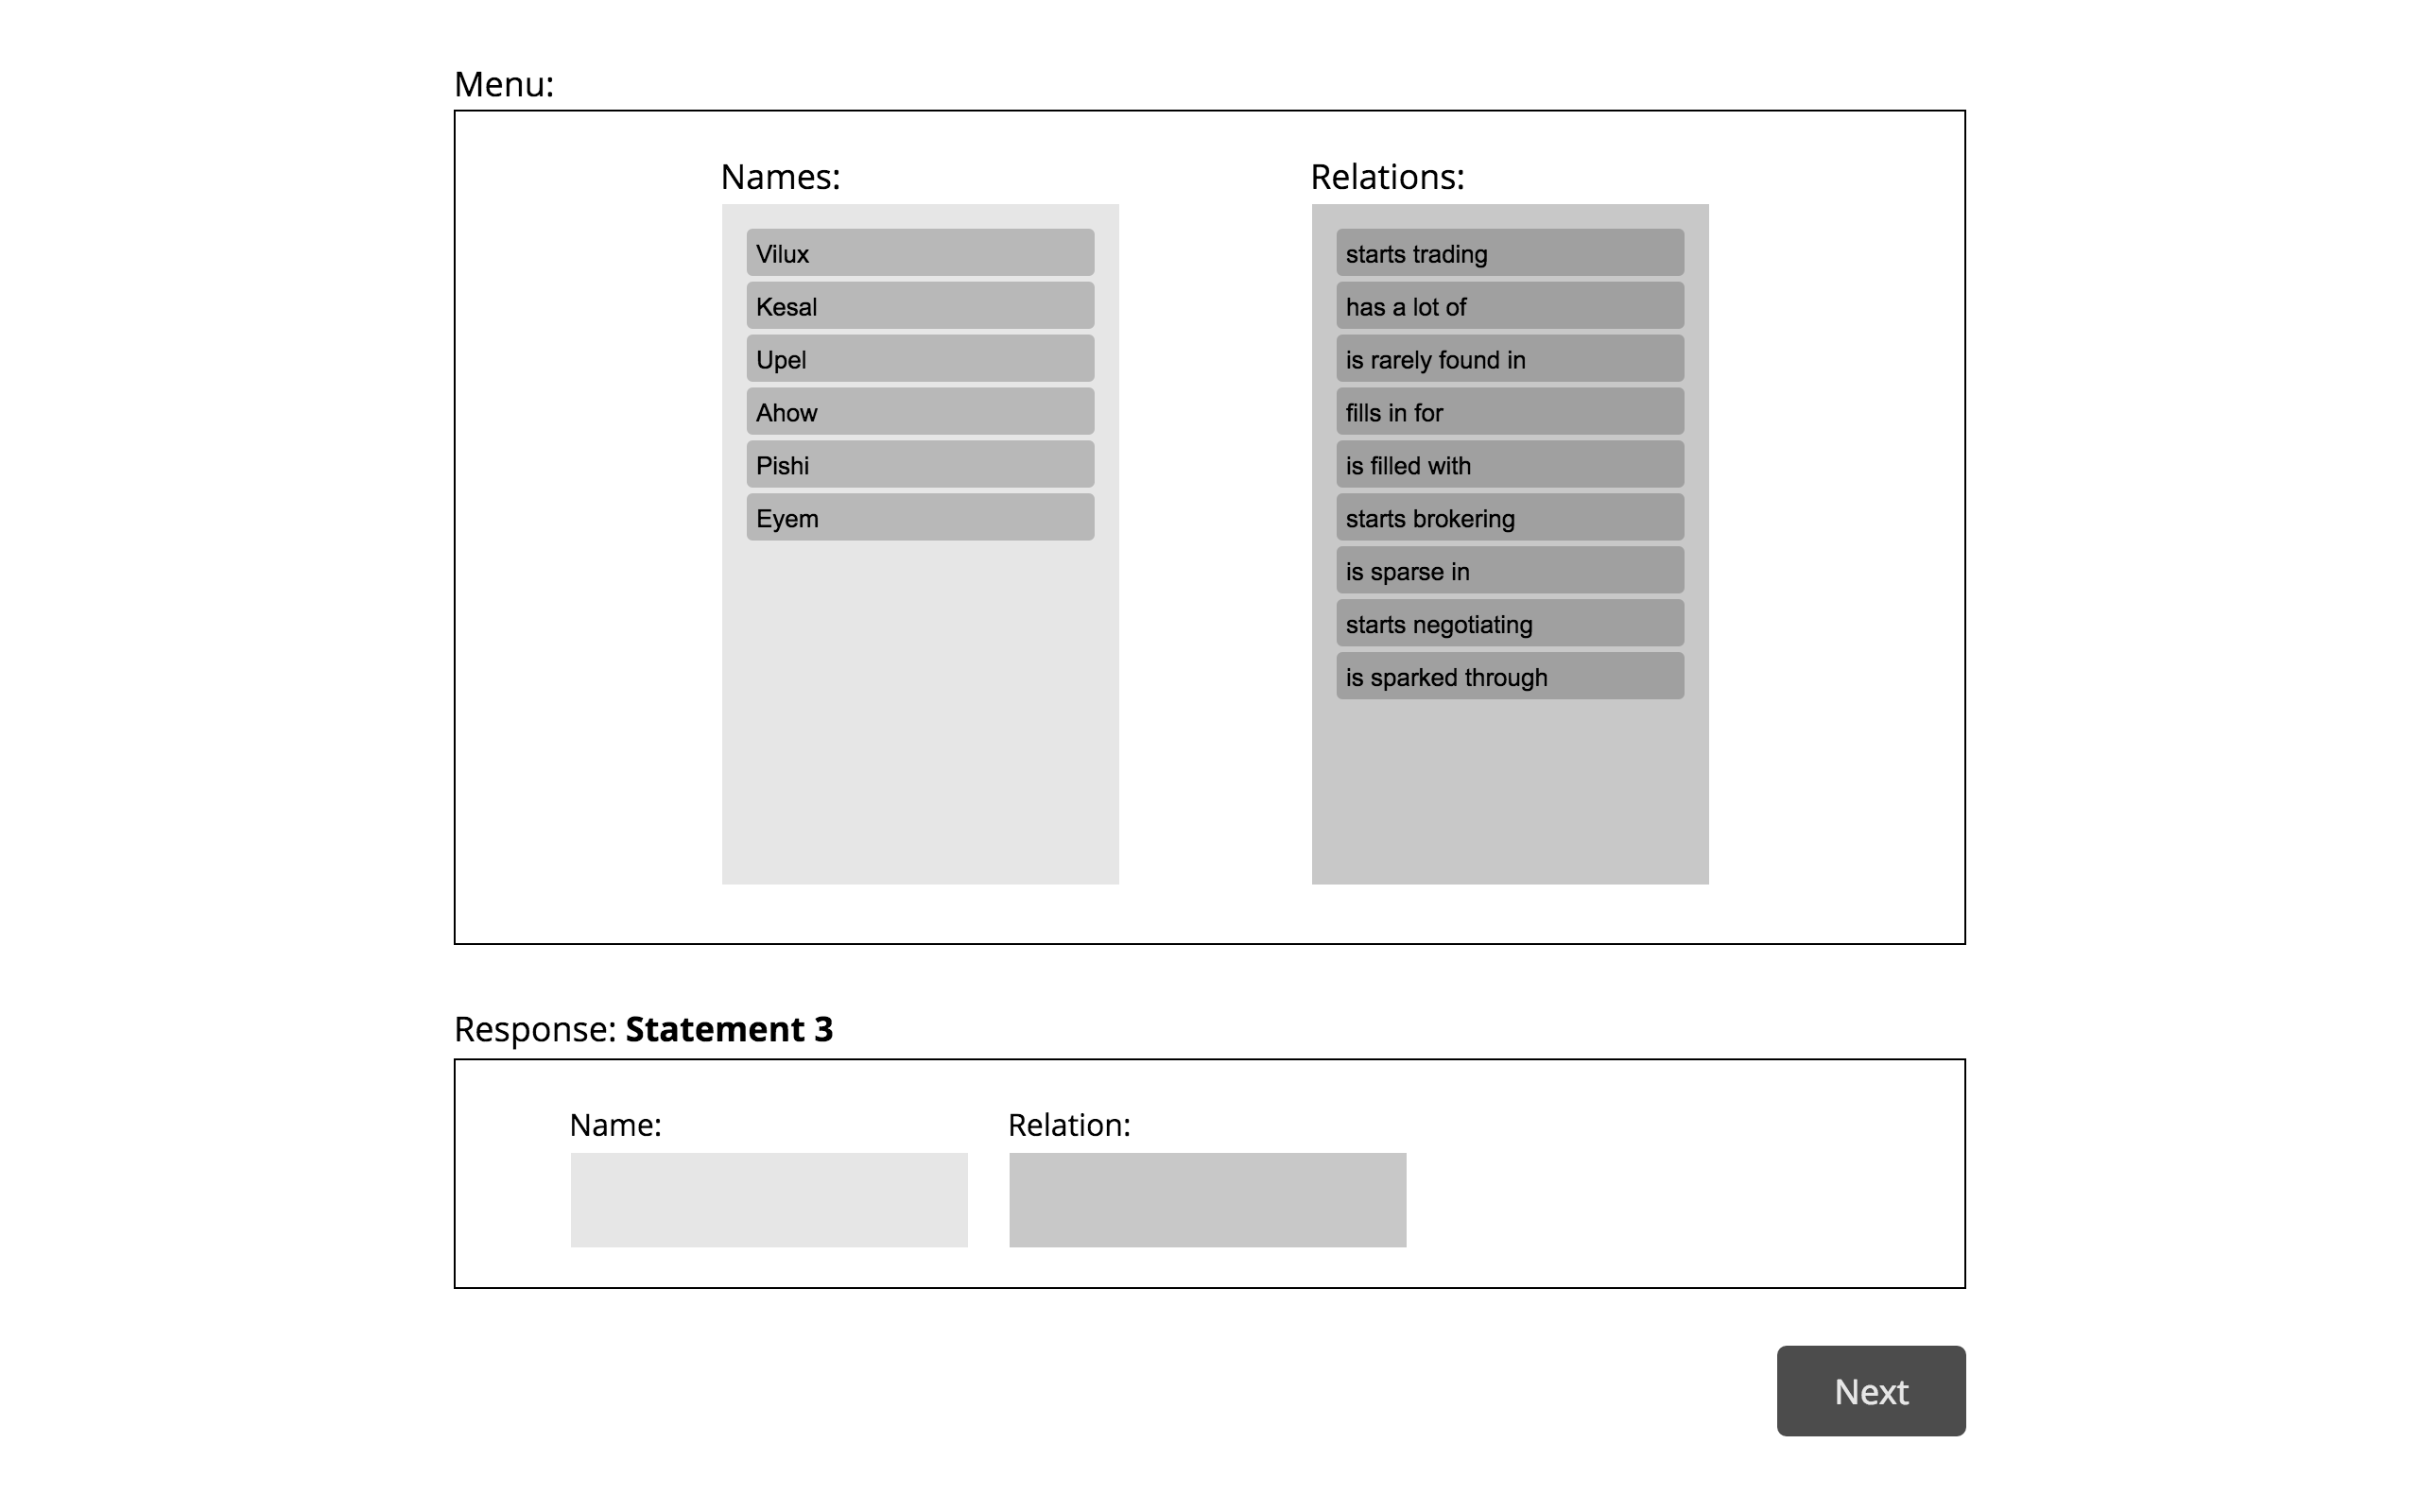 Menu:
Names:
Vilux
Kesal
Upel
Ahow
Pishi
Eyem
Relations:
starts trading
has a lot of
is rarely found in
fills in for
is filled with
starts brokering
is sparse in
starts negotiating
is sparked through
Response: Statement 3
Name:
Relation:
Next